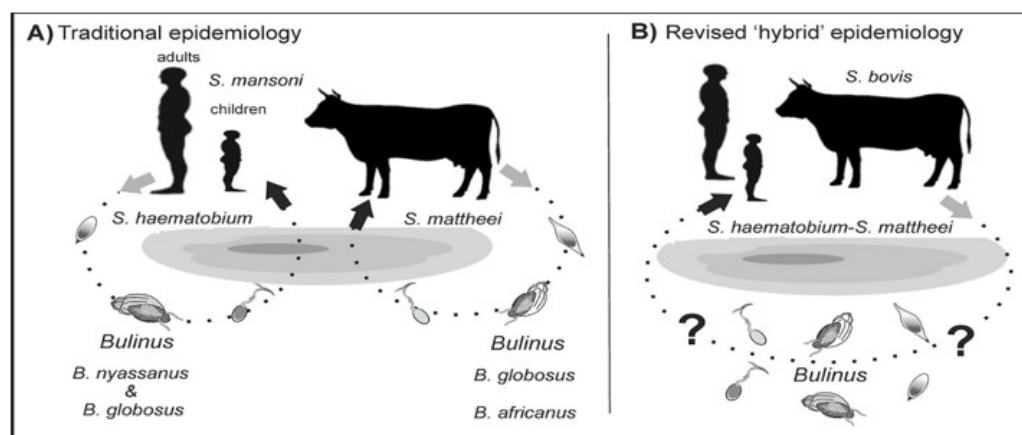 A) Traditional epidemiology
adults
S. mansoni
children
S. haematobium
S. mattheei
Bulinus
B. nyassanus
&
B. globosus
Bulinus
B. globosus
B. africanus
B) Revised ‘hybrid’ epidemiology
S. bovis
S. haematobium-S. mattheei
?
?
Bulinus